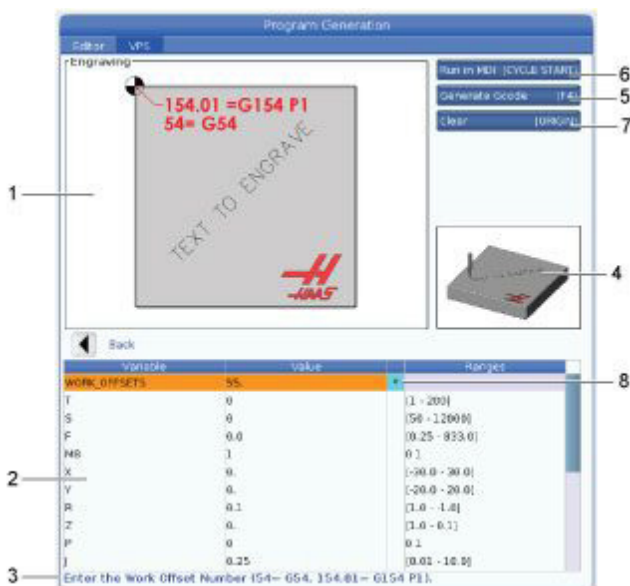 Program Generation
Editor VPS
Engraving
154.01 =G154 P1
54= G54
TEXT TO ENGRAVE
HAAS
Run in MDI [CYCLE START]
6
Generate Gcode [F4]
5
Clear [ORIGIN]
7
1
4
Back
Variable Value Ranges
WORK_OFFSETS 55. *
8
T 0 [1 - 200]
S 0 [50 - 12000]
F 0.0 [0.25 - 833.0]
M8 1 0 1
X 0. [-30.0 - 30.0]
2
Y 0. [-20.0 - 20.0]
R 0.1 [1.0 - -1.0]
Z 0. [1.0 - 0.1]
P 0 0 1
J 0.25 [0.01 - 10.0]
3
Enter the Work Offset Number (54= G54, 154.01= G154 P1).